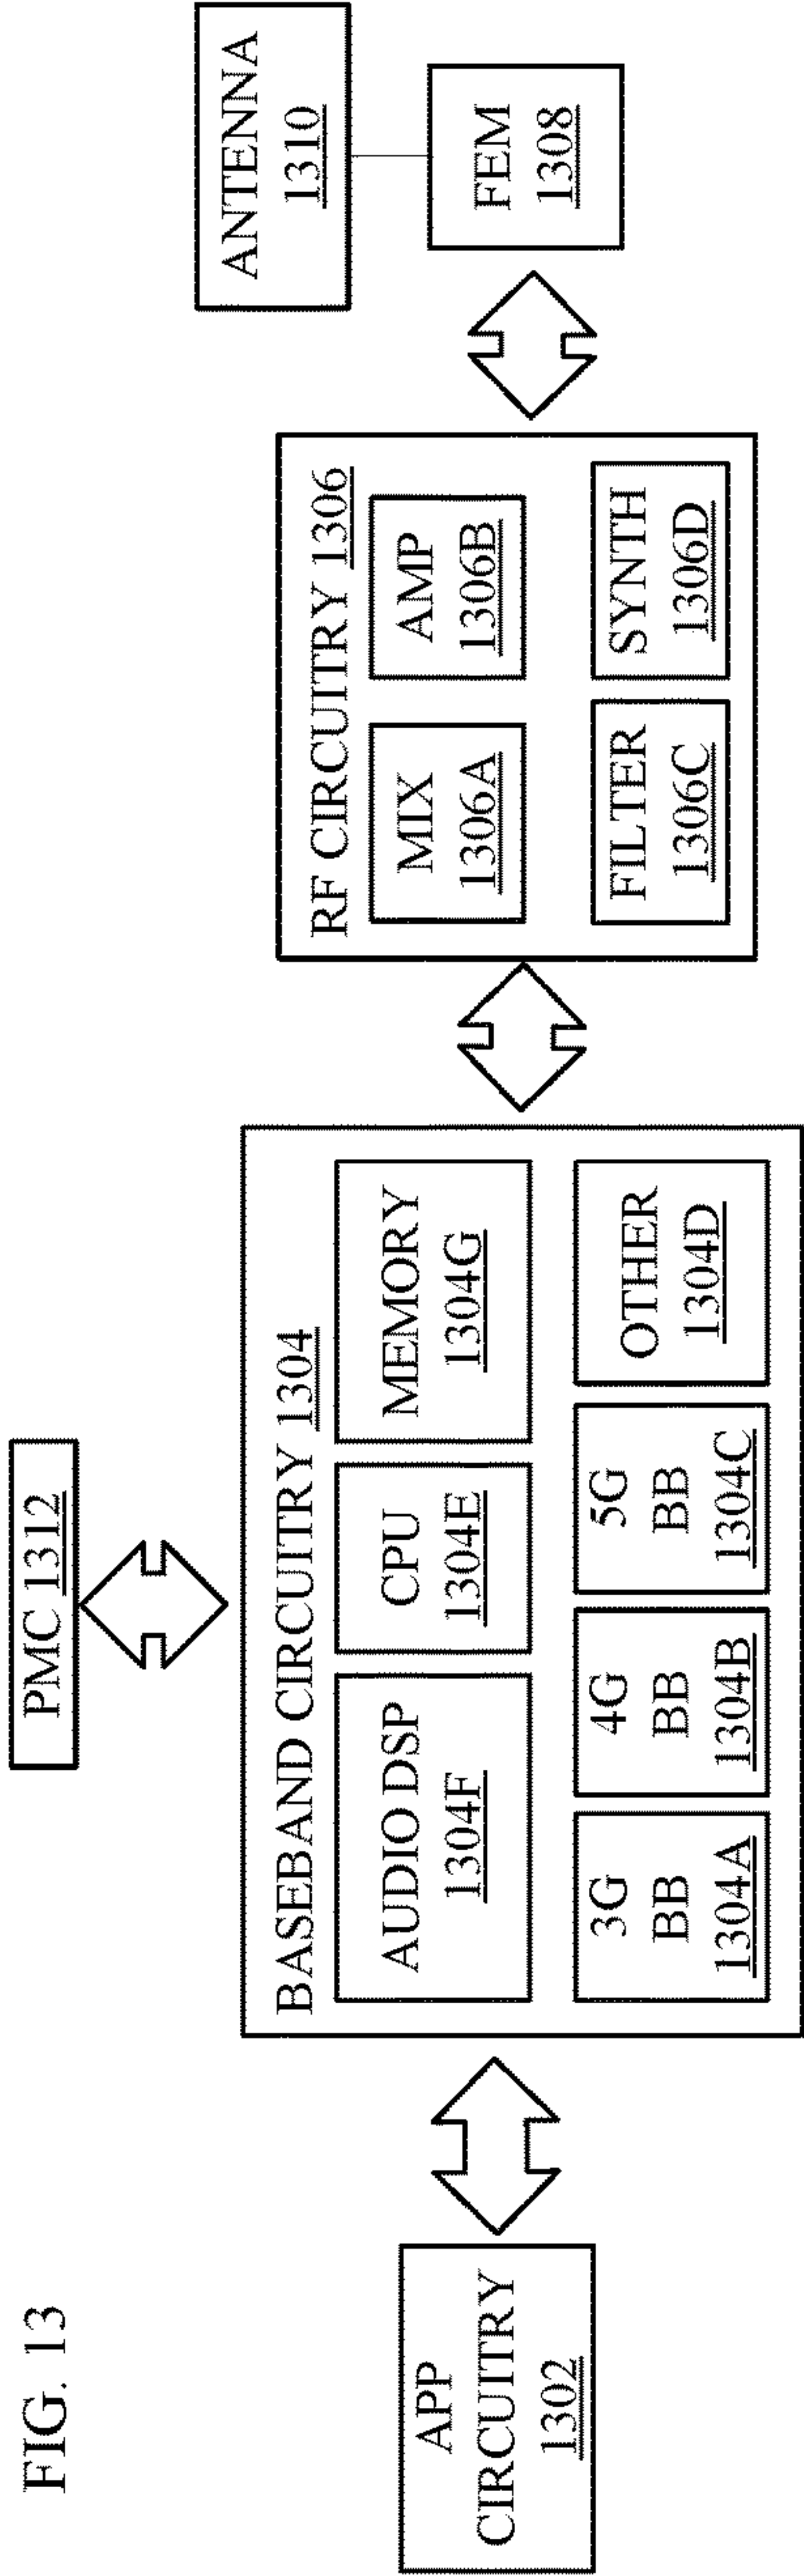 FIG. 13
PMC 1312
APP
CIRCUITRY
1302
BASEBAND CIRCUITRY 1304
AUDIO DSP
1304F
CPU
1304E
MEMORY
1304G
3G
BB
1304A
4G
BB
1304B
5G
BB
1304C
OTHER
1304D
RF CIRCUITRY 1306
MIX
1306A
AMP
1306B
FILTER
1306C
SYNTH
1306D
ANTENNA
1310
FEM
1308